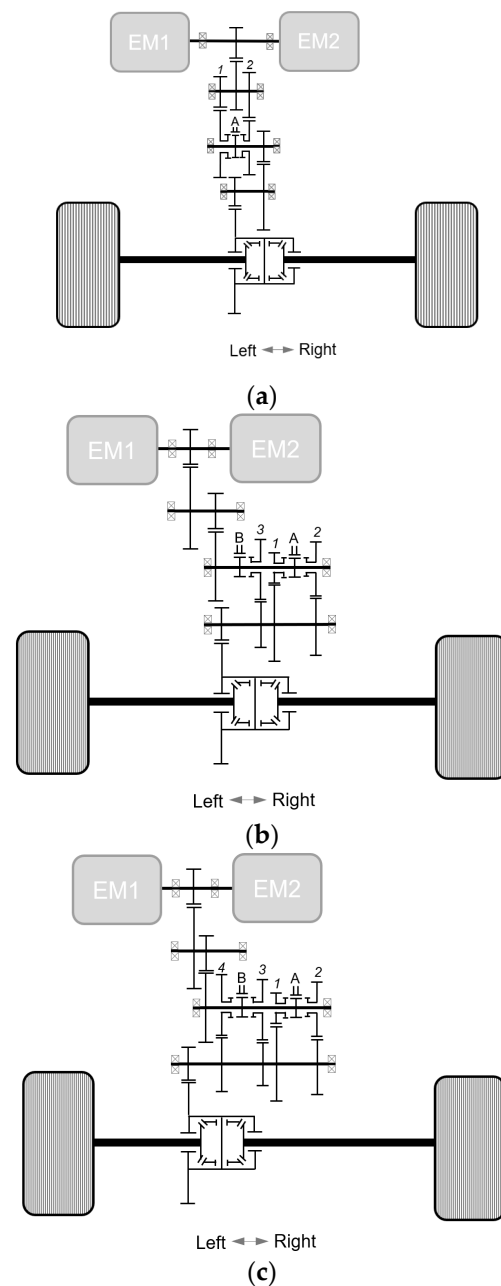 EM1 EM2
1 2
A
Left Right
(a)
EM1 EM2
B 3 1 A 2
Left Right
(b)
EM1 EM2
4 B 3 1 A 2
Left Right
(c)